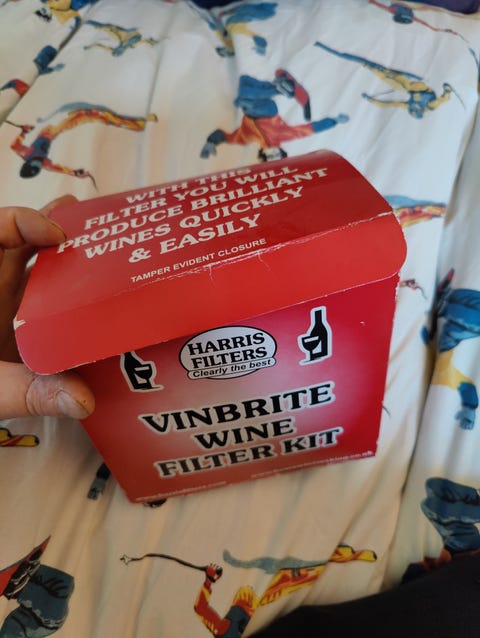 WITH THIS
FILTER YOU WILL
PRODUCE BRILLIANT
WINES QUICKLY
& EASILY
TAMPER EVIDENT CLOSURE
HARRIS
FILTERS
Clearly the best
VINBRITE
WINE
FILTER KIT